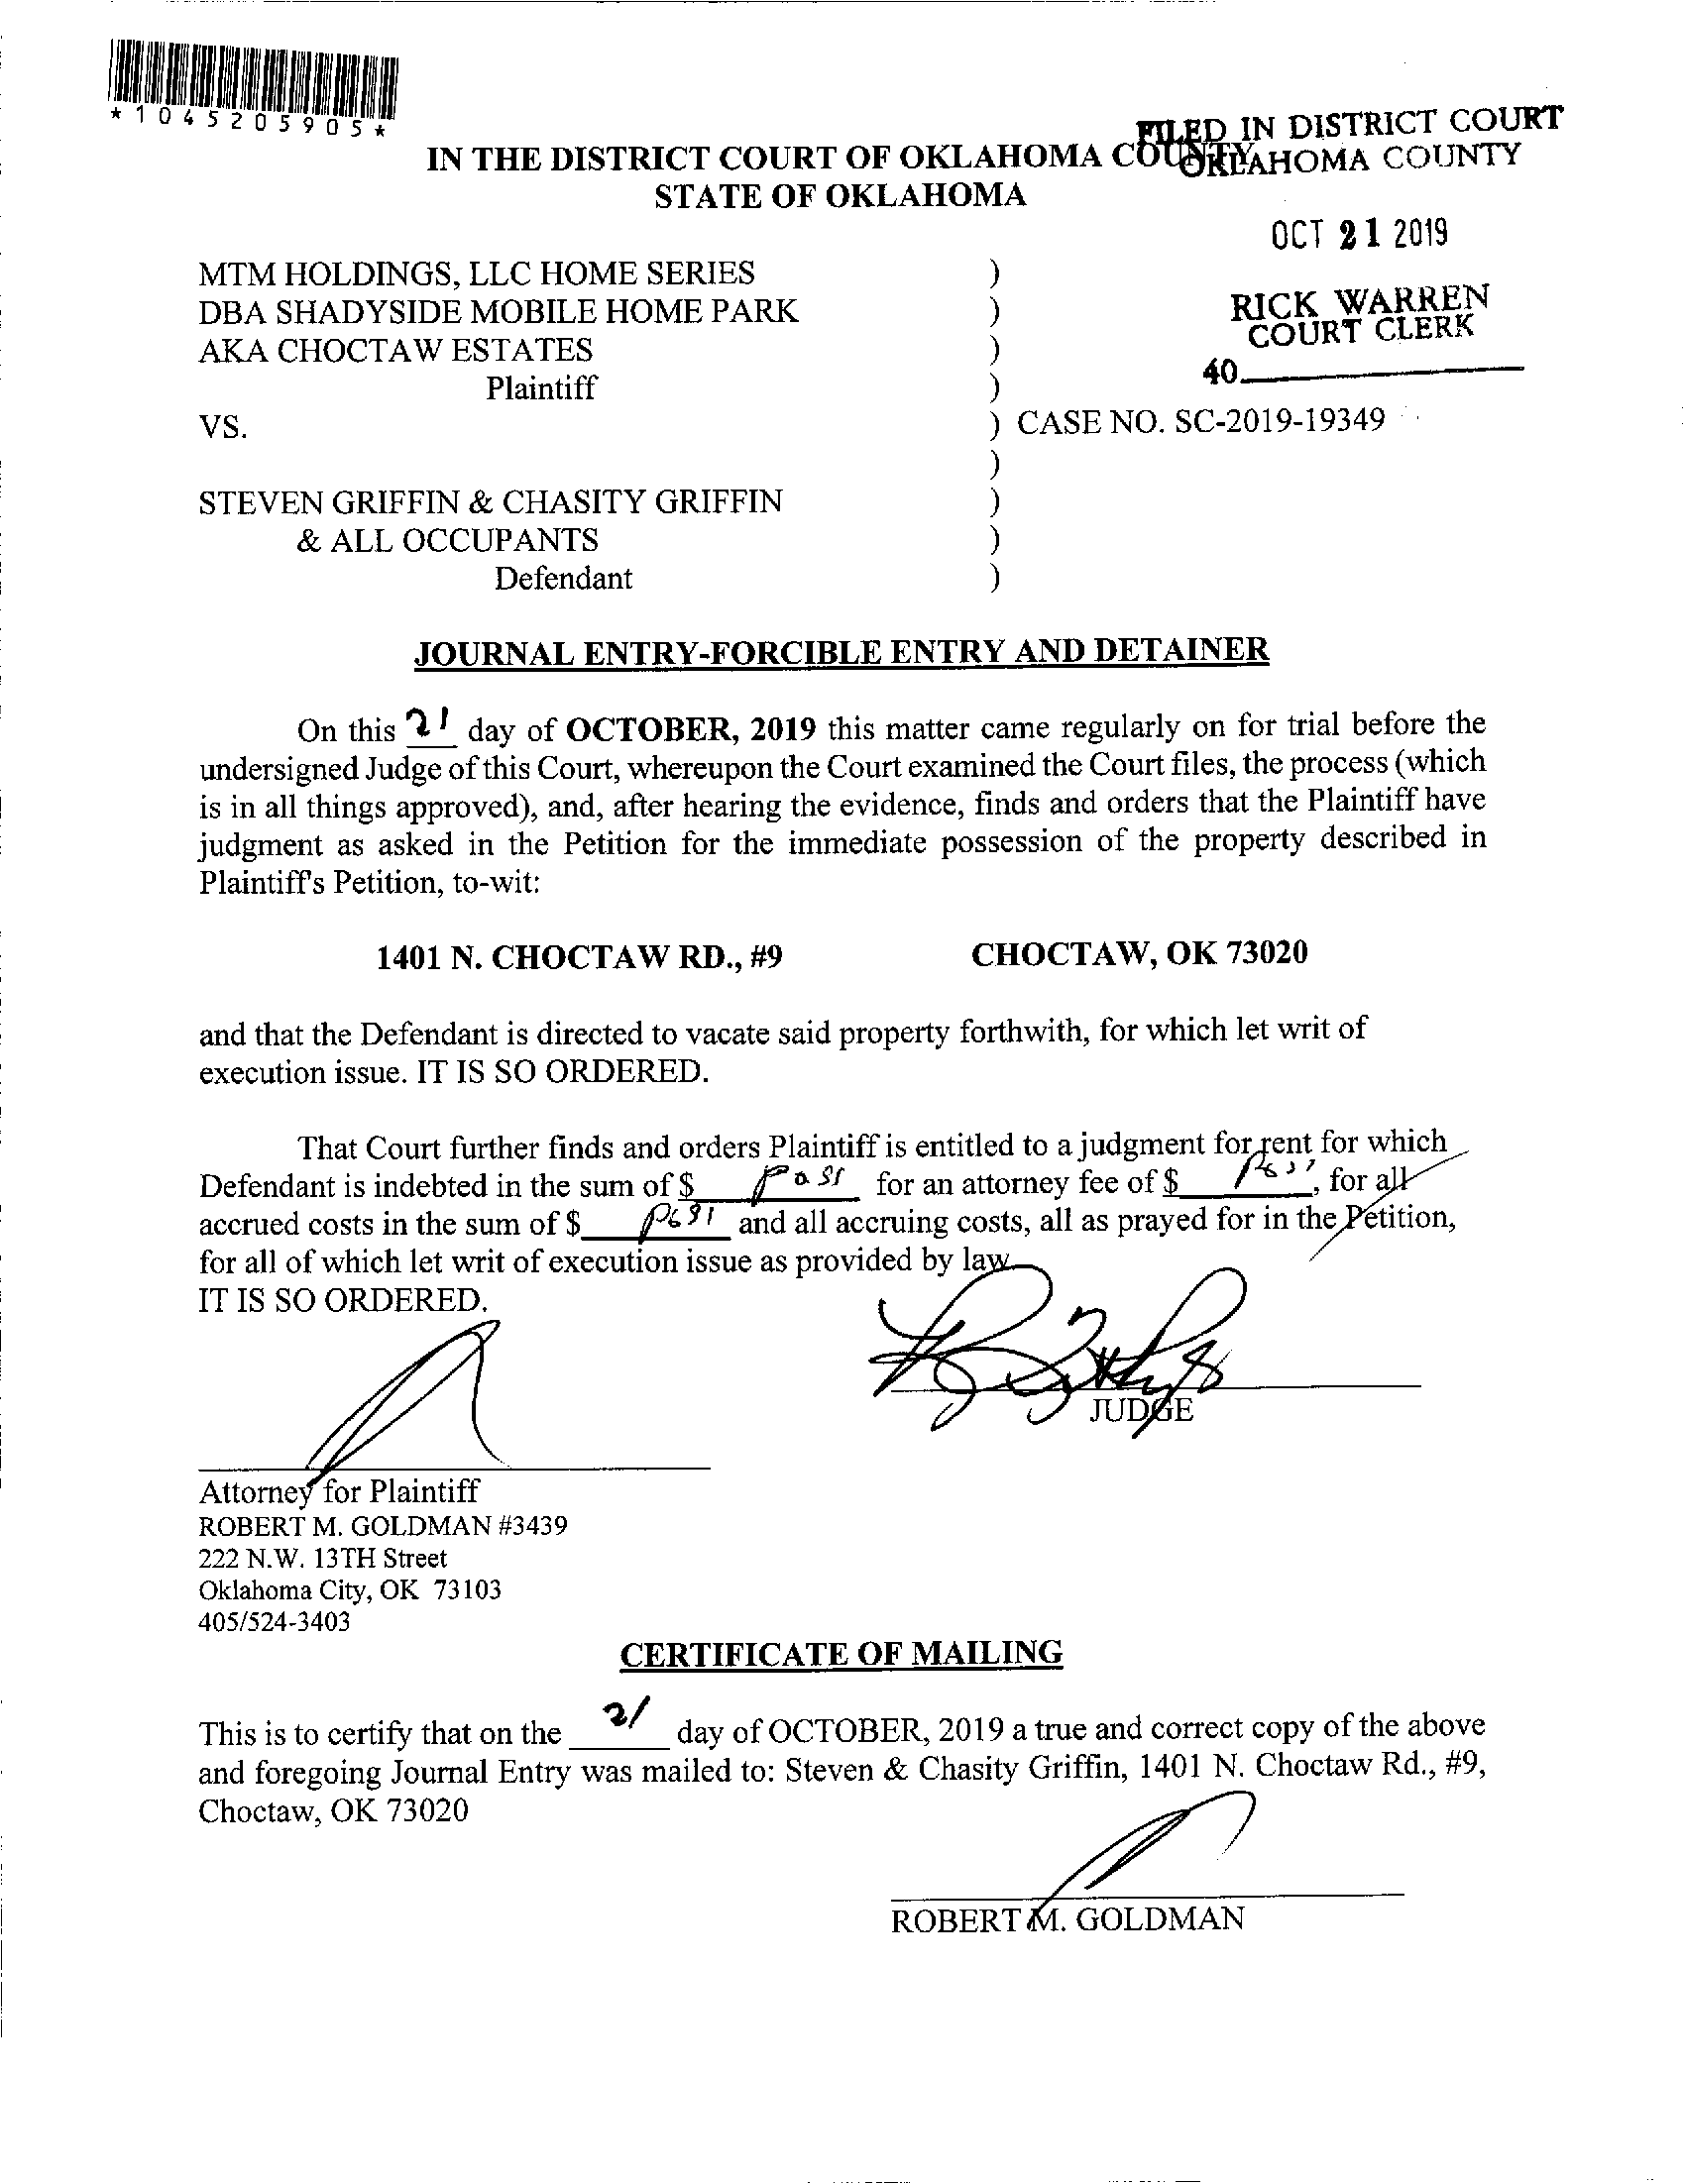 *1045205905*
FILED IN DISTRICT COURT
OKLAHOMA COUNTY
IN THE DISTRICT COURT OF OKLAHOMA COUNTY
STATE OF OKLAHOMA
OCT 21 2019
RICK WARREN
COURT CLERK
40
MTM HOLDINGS, LLC HOME SERIES )
DBA SHADYSIDE MOBILE HOME PARK )
AKA CHOCTAW ESTATES )
Plaintiff )
VS. ) CASE NO. SC-2019-19349
)
STEVEN GRIFFIN & CHASITY GRIFFIN )
& ALL OCCUPANTS )
Defendant )
JOURNAL ENTRY-FORCIBLE ENTRY AND DETAINER
On this 21 day of OCTOBER, 2019 this matter came regularly on for trial before the
undersigned Judge of this Court, whereupon the Court examined the Court files, the process (which
is in all things approved), and, after hearing the evidence, finds and orders that the Plaintiff have
judgment as asked in the Petition for the immediate possession of the property described in
Plaintiff's Petition, to-wit:
1401 N. CHOCTAW RD., #9 CHOCTAW, OK 73020
and that the Defendant is directed to vacate said property forthwith, for which let writ of
execution issue. IT IS SO ORDERED.
That Court further finds and orders Plaintiff is entitled to a judgment for rent for which
Defendant is indebted in the sum of $ for an attorney fee of $ , for all
accrued costs in the sum of $ and all accruing costs, all as prayed for in the Petition,
for all of which let writ of execution issue as provided by law
IT IS SO ORDERED.
JUDGE
Attorney for Plaintiff
ROBERT M. GOLDMAN #3439
222 N.W. 13TH Street
Oklahoma City, OK 73103
405/524-3403
CERTIFICATE OF MAILING
This is to certify that on the 21 day of OCTOBER, 2019 a true and correct copy of the above
and foregoing Journal Entry was mailed to: Steven & Chasity Griffin, 1401 N. Choctaw Rd., #9,
Choctaw, OK 73020
ROBERT M. GOLDMAN